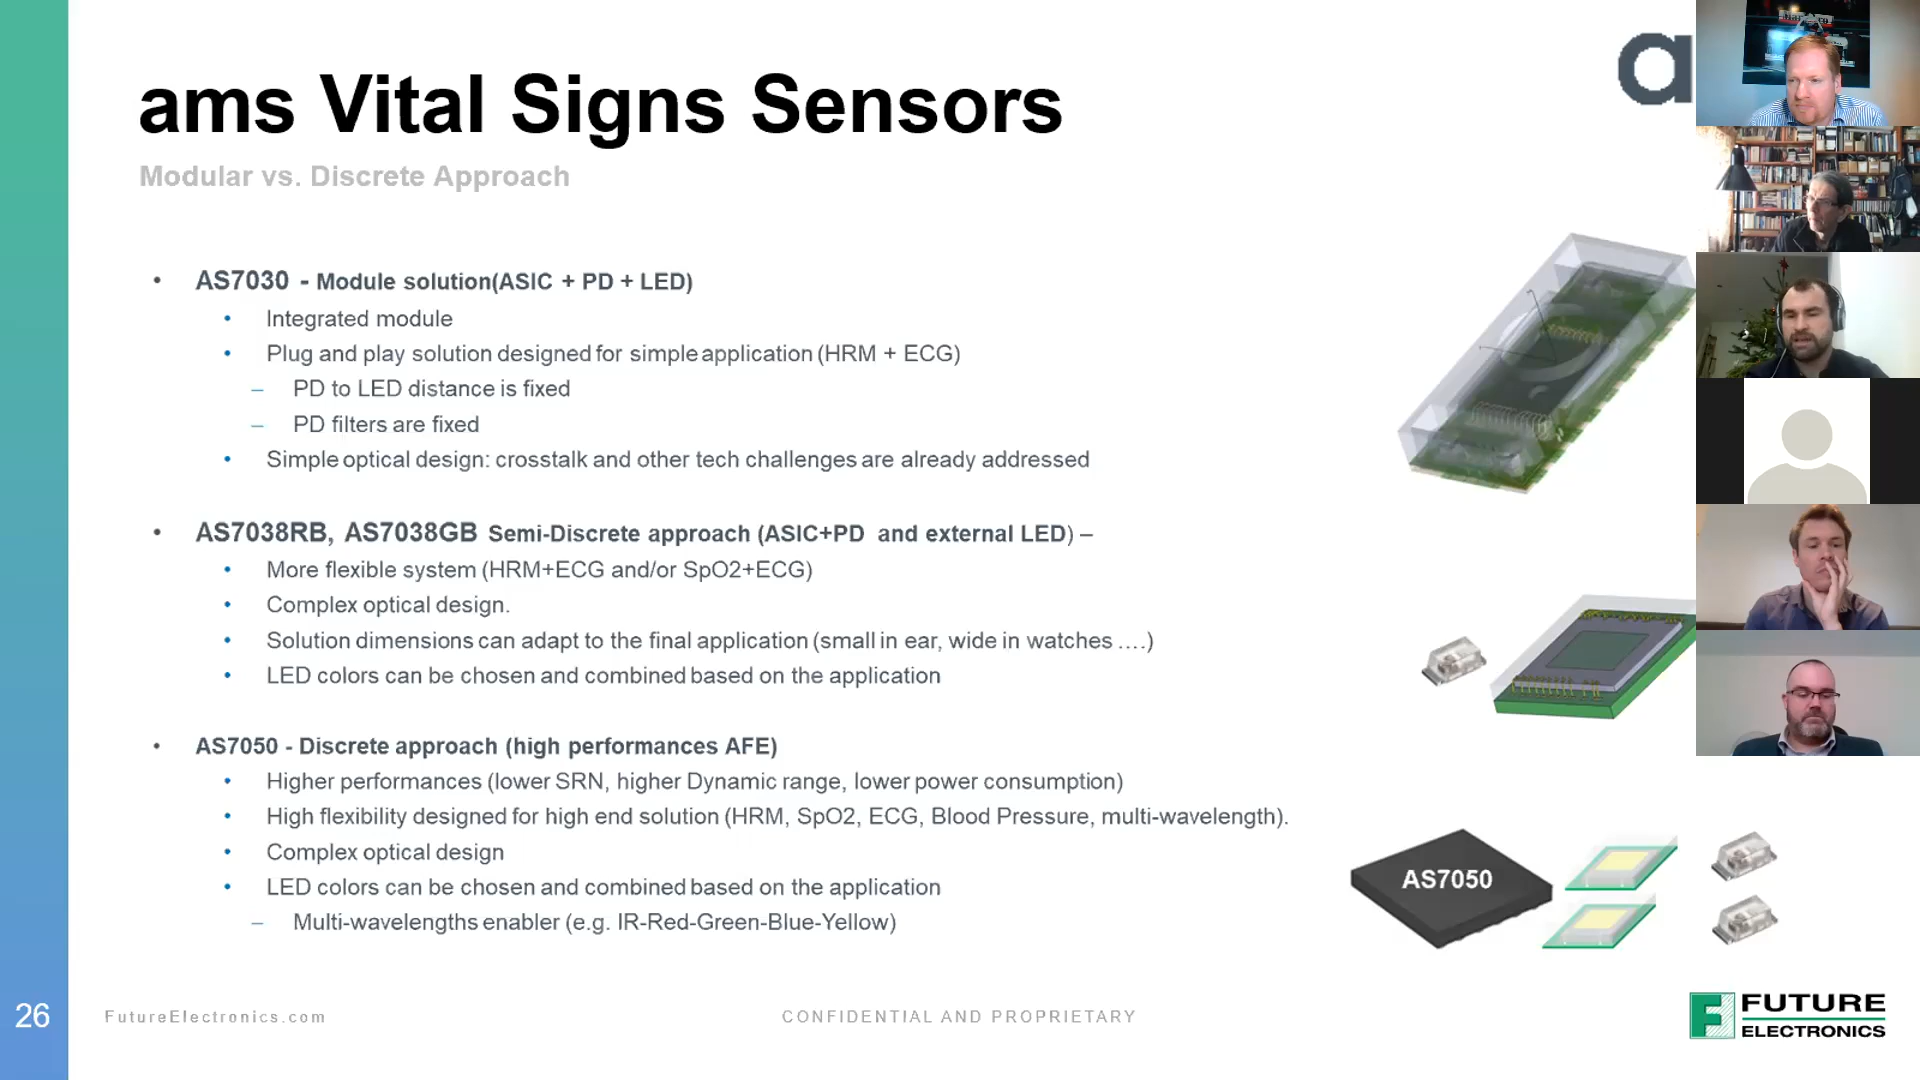 ams Vital Signs Sensors
Modular vs. Discrete Approach
• AS7030 - Module solution(ASIC + PD + LED)
• Integrated module
• Plug and play solution designed for simple application (HRM + ECG)
– PD to LED distance is fixed
– PD filters are fixed
• Simple optical design: crosstalk and other tech challenges are already addressed
• AS7038RB, AS7038GB Semi-Discrete approach (ASIC+PD and external LED) –
• More flexible system (HRM+ECG and/or SpO2+ECG)
• Complex optical design.
• Solution dimensions can adapt to the final application (small in ear, wide in watches ….)
• LED colors can be chosen and combined based on the application
• AS7050 - Discrete approach (high performances AFE)
• Higher performances (lower SRN, higher Dynamic range, lower power consumption)
• High flexibility designed for high end solution (HRM, SpO2, ECG, Blood Pressure, multi-wavelength).
• Complex optical design
• LED colors can be chosen and combined based on the application
– Multi-wavelengths enabler (e.g. IR-Red-Green-Blue-Yellow)
a
AS7050
26
FutureElectronics.com
CONFIDENTIAL AND PROPRIETARY
F FUTURE
ELECTRONICS